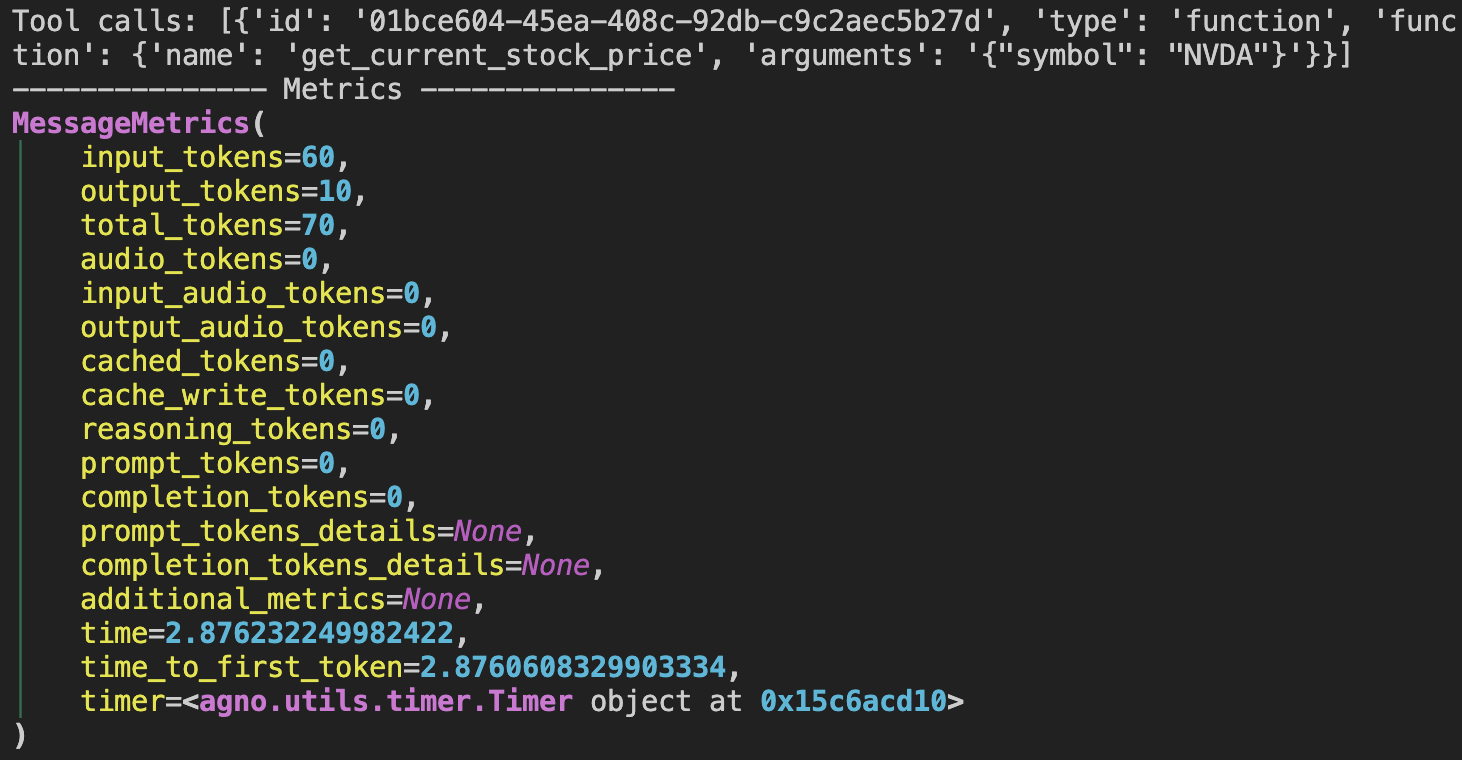 Tool calls: [{'id': '01bce604-45ea-408c-92db-c9c2aec5b27d', 'type': 'function', 'func
tion': {'name': 'get_current_stock_price', 'arguments': '{"symbol": "NVDA"}'}}]
--------------- Metrics ---------------
MessageMetrics(
    input_tokens=60,
    output_tokens=10,
    total_tokens=70,
    audio_tokens=0,
    input_audio_tokens=0,
    output_audio_tokens=0,
    cached_tokens=0,
    cache_write_tokens=0,
    reasoning_tokens=0,
    prompt_tokens=0,
    completion_tokens=0,
    prompt_tokens_details=None,
    completion_tokens_details=None,
    additional_metrics=None,
    time=2.876232249982422,
    time_to_first_token=2.8760608329903334,
    timer=<agno.utils.timer.Timer object at 0x15c6acd10>
)